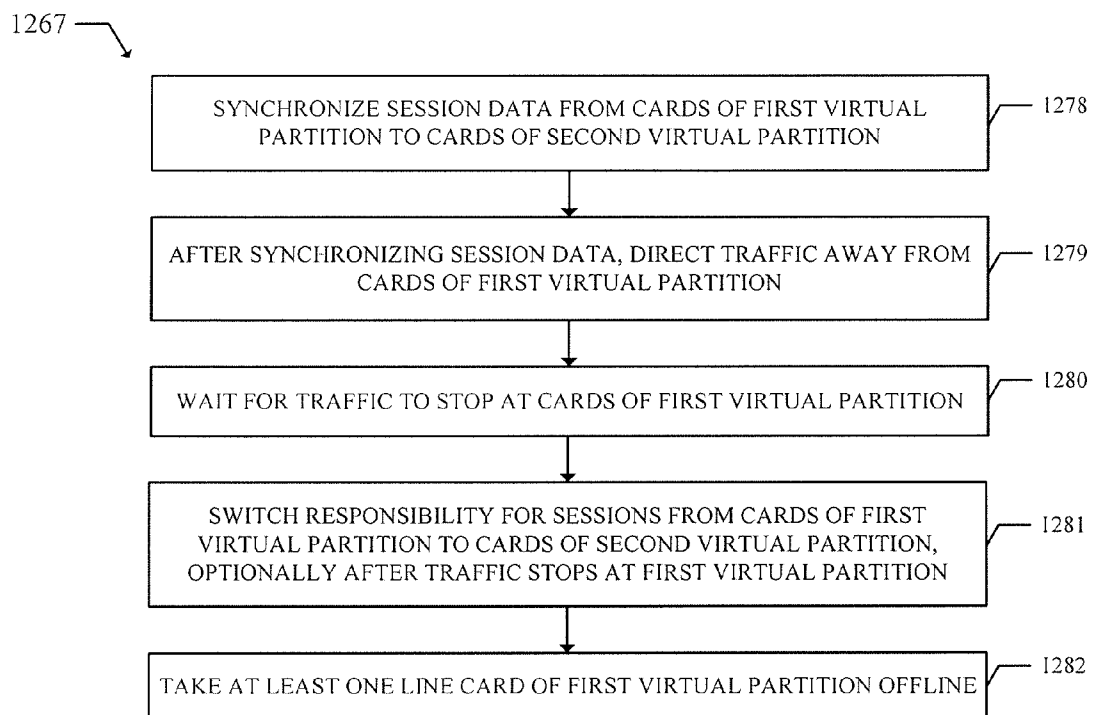 1267
SYNCHRONIZE SESSION DATA FROM CARDS OF FIRST VIRTUAL
PARTITION TO CARDS OF SECOND VIRTUAL PARTITION
1278
AFTER SYNCHRONIZING SESSION DATA, DIRECT TRAFFIC AWAY FROM
CARDS OF FIRST VIRTUAL PARTITION
1279
WAIT FOR TRAFFIC TO STOP AT CARDS OF FIRST VIRTUAL PARTITION
1280
SWITCH RESPONSIBILITY FOR SESSIONS FROM CARDS OF FIRST
VIRTUAL PARTITION TO CARDS OF SECOND VIRTUAL PARTITION,
OPTIONALLY AFTER TRAFFIC STOPS AT FIRST VIRTUAL PARTITION
1281
TAKE AT LEAST ONE LINE CARD OF FIRST VIRTUAL PARTITION OFFLINE
1282